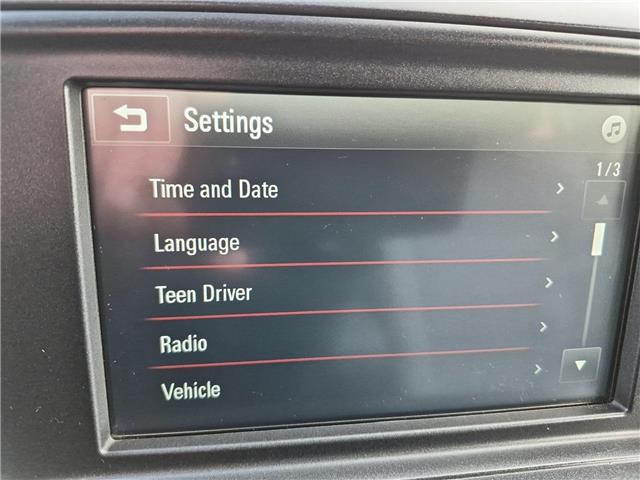 Settings
1/3
Time and Date
Language
Teen Driver
Radio
Vehicle